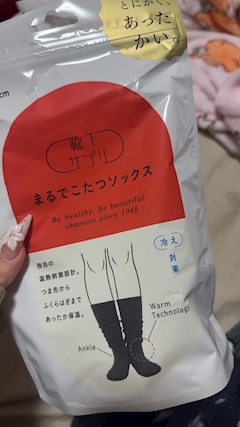 とにかく、
あった
かい。
cm
靴下
サプリ
まるでこたつソックス
Be healthy. Be beautiful.
okamoto since 1948
冷え
対策
独自の
温熱刺激設計。
つま先から
ふくらはぎまで
あったか保温。
Warm
Technology
Ankle